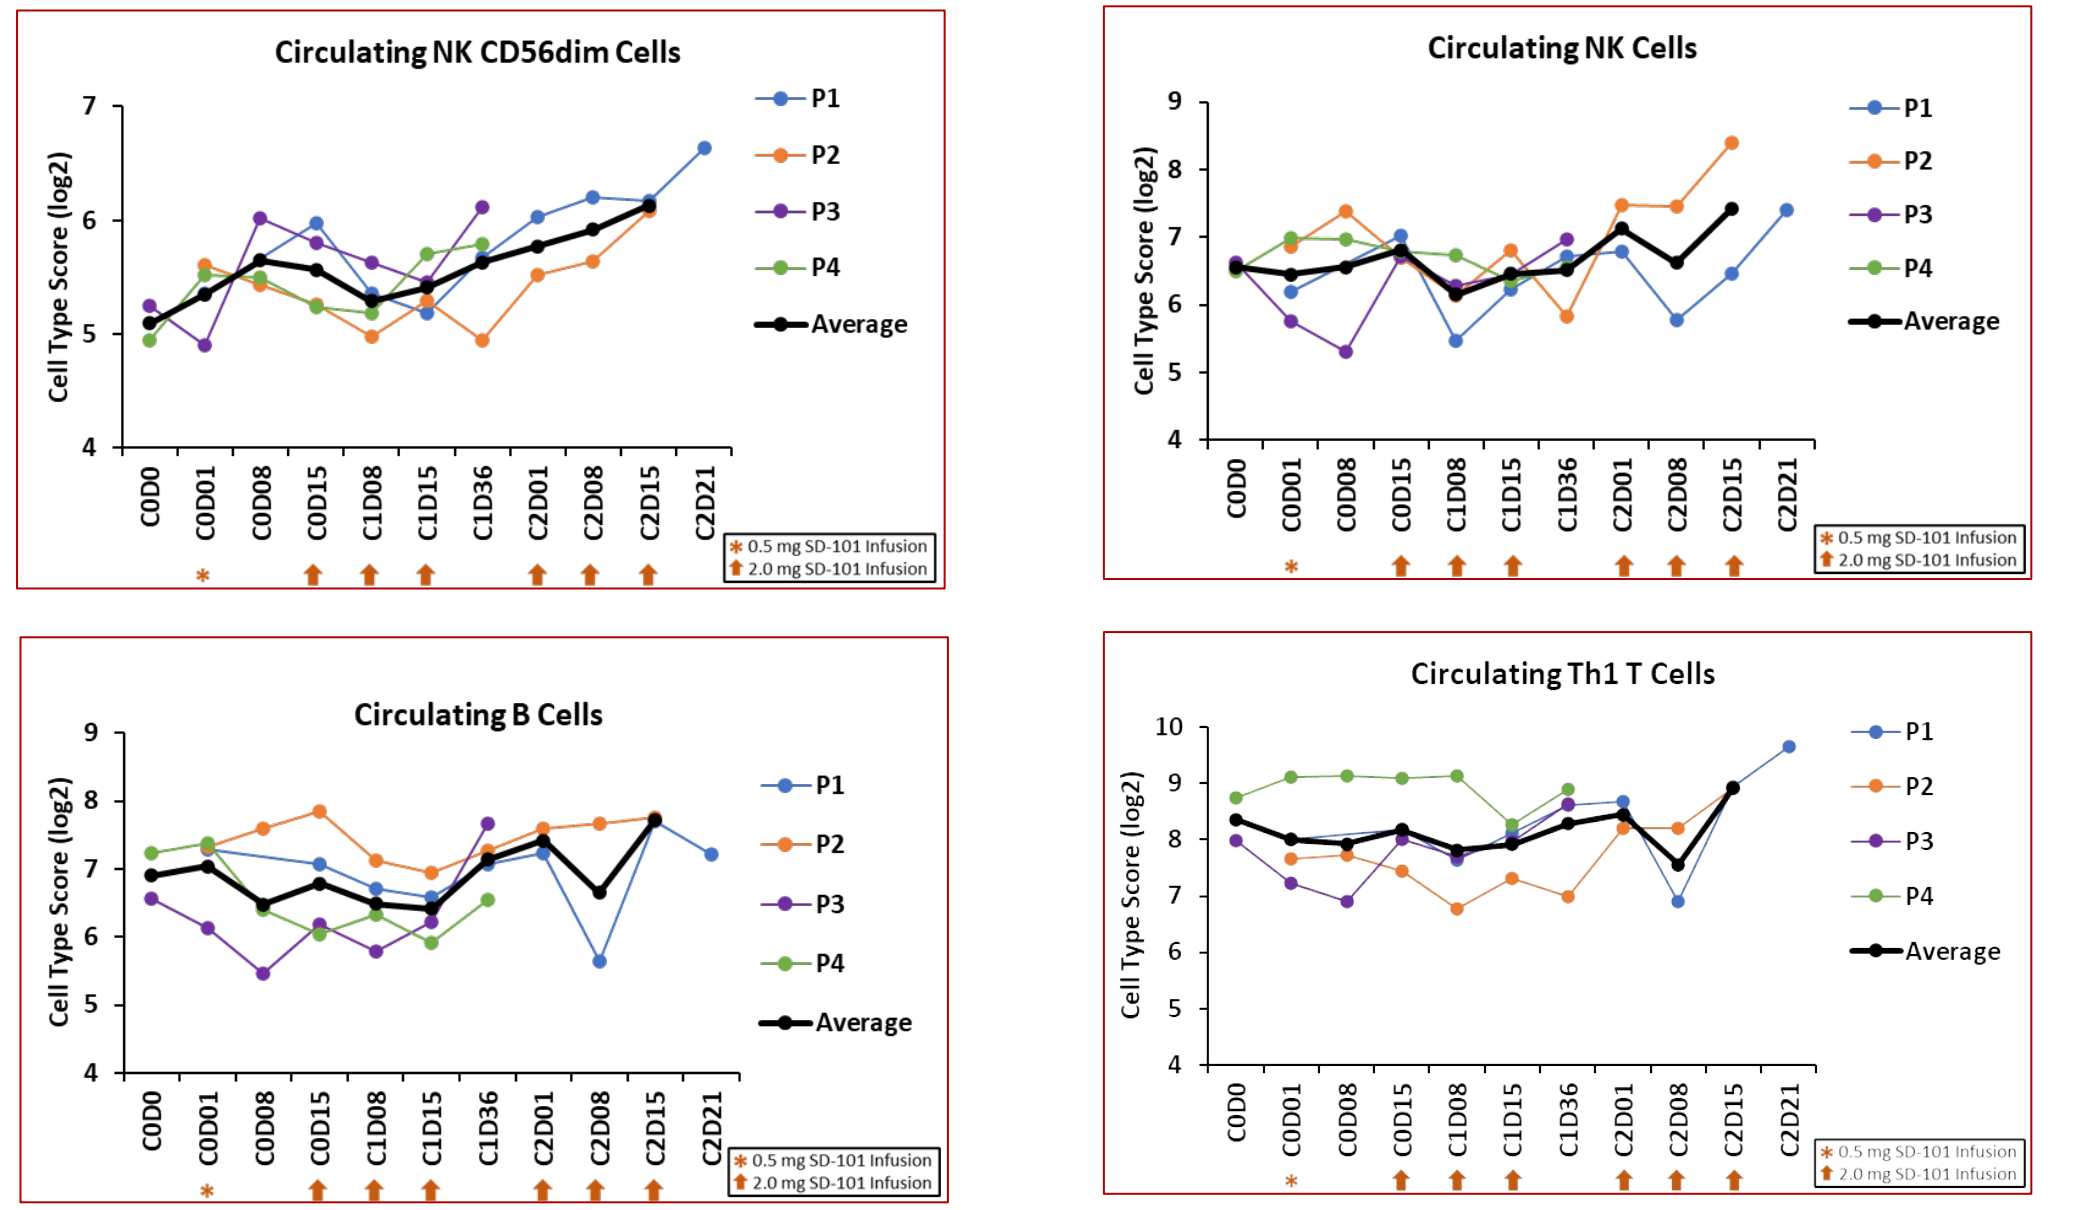 Circulating NK CD56dim Cells
Cell Type Score (log2)
7
6
5
4
C0D0
C0D01
C0D08
C0D15
C1D08
C1D15
C1D36
C2D01
C2D08
C2D15
C2D21
P1
P2
P3
P4
Average
* 0.5 mg SD-101 Infusion
2.0 mg SD-101 Infusion
*
Circulating NK Cells
Cell Type Score (log2)
9
8
7
6
5
4
C0D0
C0D01
C0D08
C0D15
C1D08
C1D15
C1D36
C2D01
C2D08
C2D15
C2D21
P1
P2
P3
P4
Average
* 0.5 mg SD-101 Infusion
2.0 mg SD-101 Infusion
*
Circulating B Cells
Cell Type Score (log2)
9
8
7
6
5
4
C0D0
C0D01
C0D08
C0D15
C1D08
C1D15
C1D36
C2D01
C2D08
C2D15
C2D21
P1
P2
P3
P4
Average
* 0.5 mg SD-101 Infusion
2.0 mg SD-101 Infusion
*
Circulating Th1 T Cells
Cell Type Score (log2)
10
9
8
7
6
5
4
C0D0
C0D01
C0D08
C0D15
C1D08
C1D15
C1D36
C2D01
C2D08
C2D15
C2D21
P1
P2
P3
P4
Average
* 0.5 mg SD-101 Infusion
2.0 mg SD-101 Infusion
*